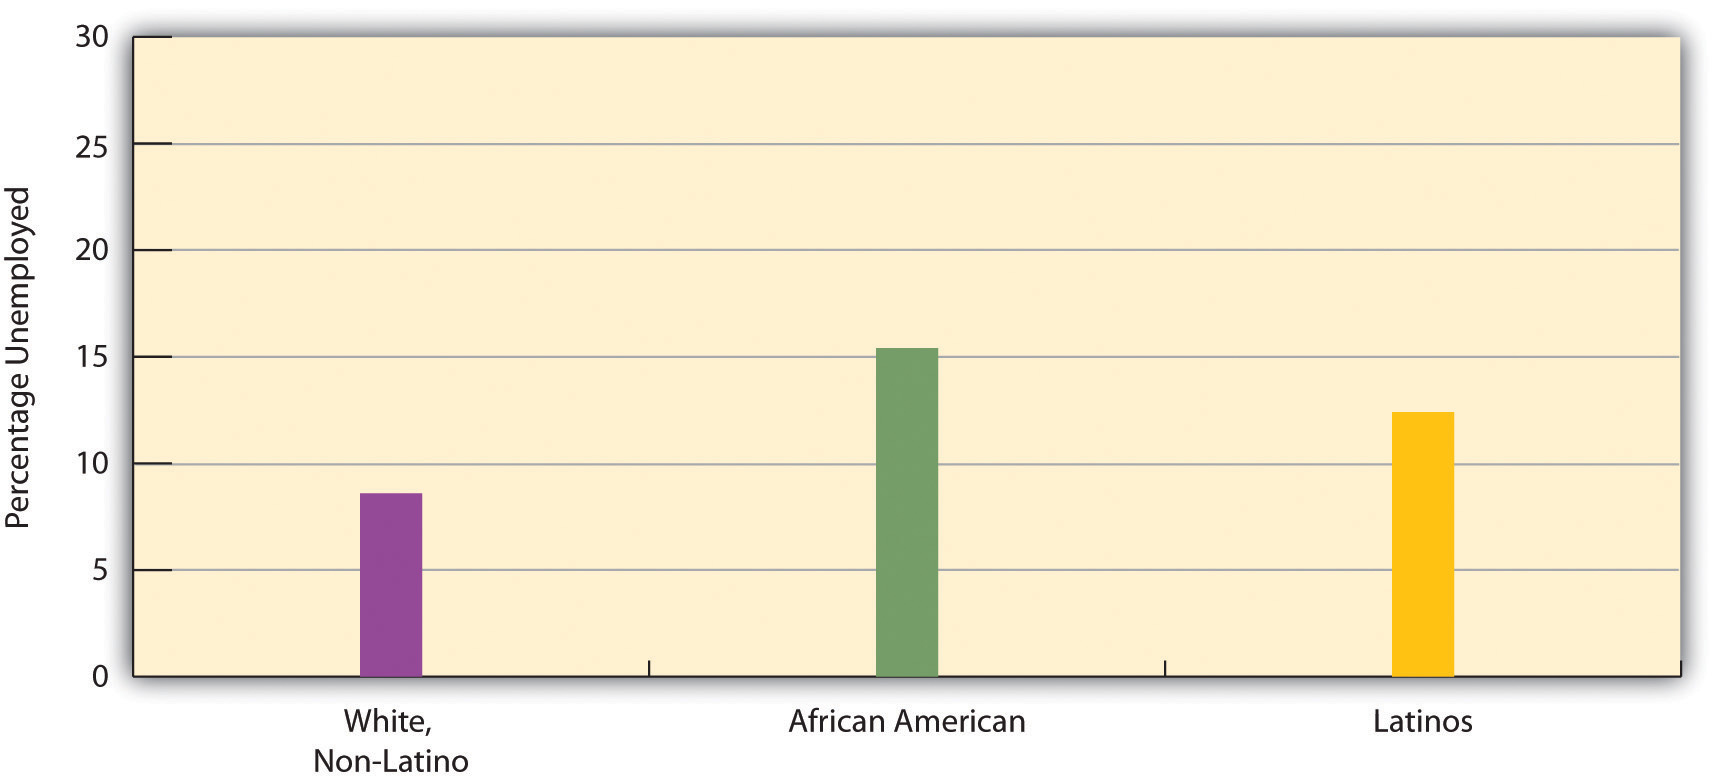 Percentage Unemployed
30
25
20
15
10
5
0
White,
Non-Latino
African American
Latinos